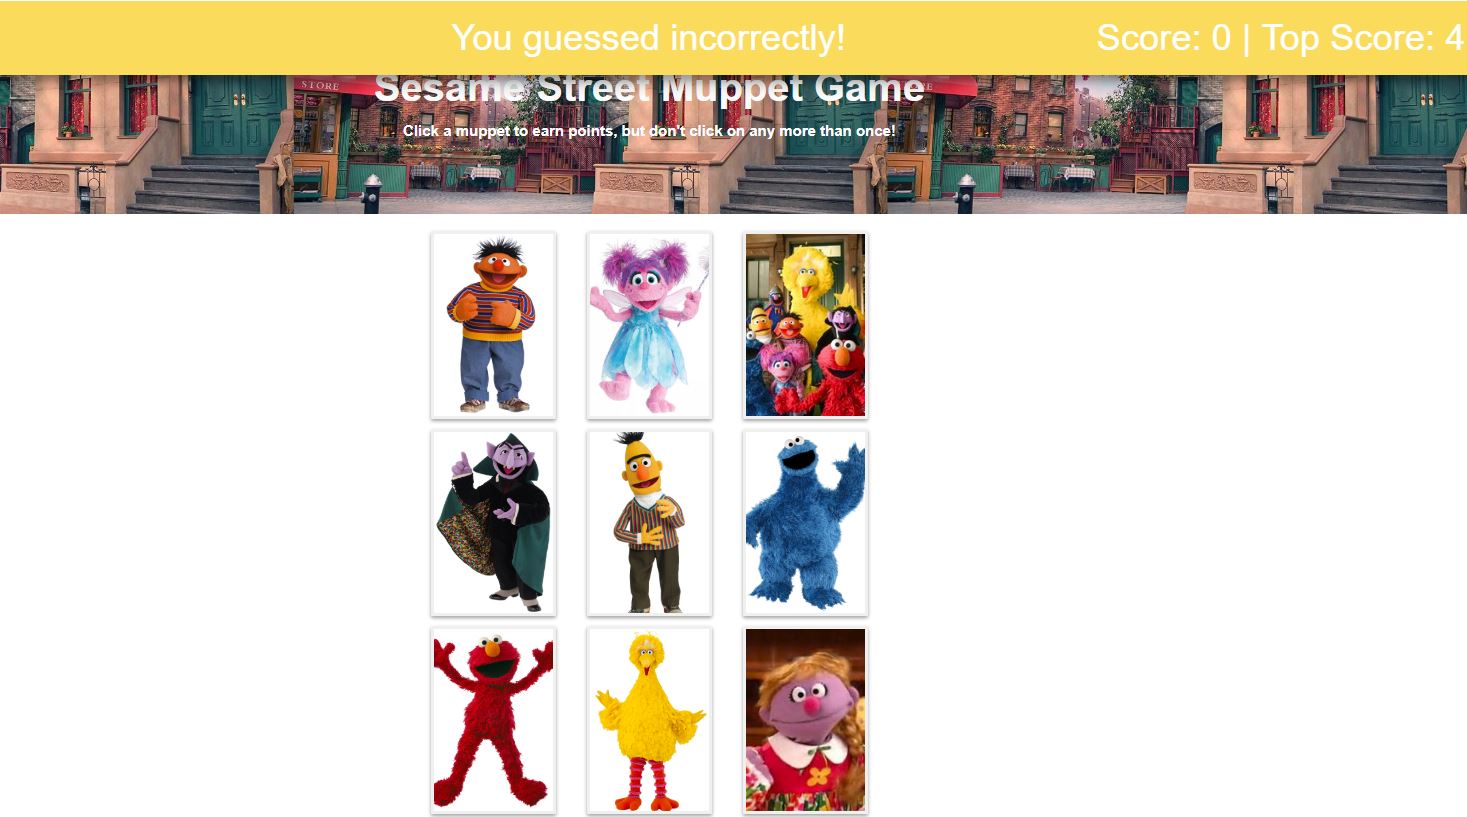 You guessed incorrectly!
Score: 0 | Top Score: 4
STORE
Sesame Street Muppet Game
Click a muppet to earn points, but don't click on any more than once!